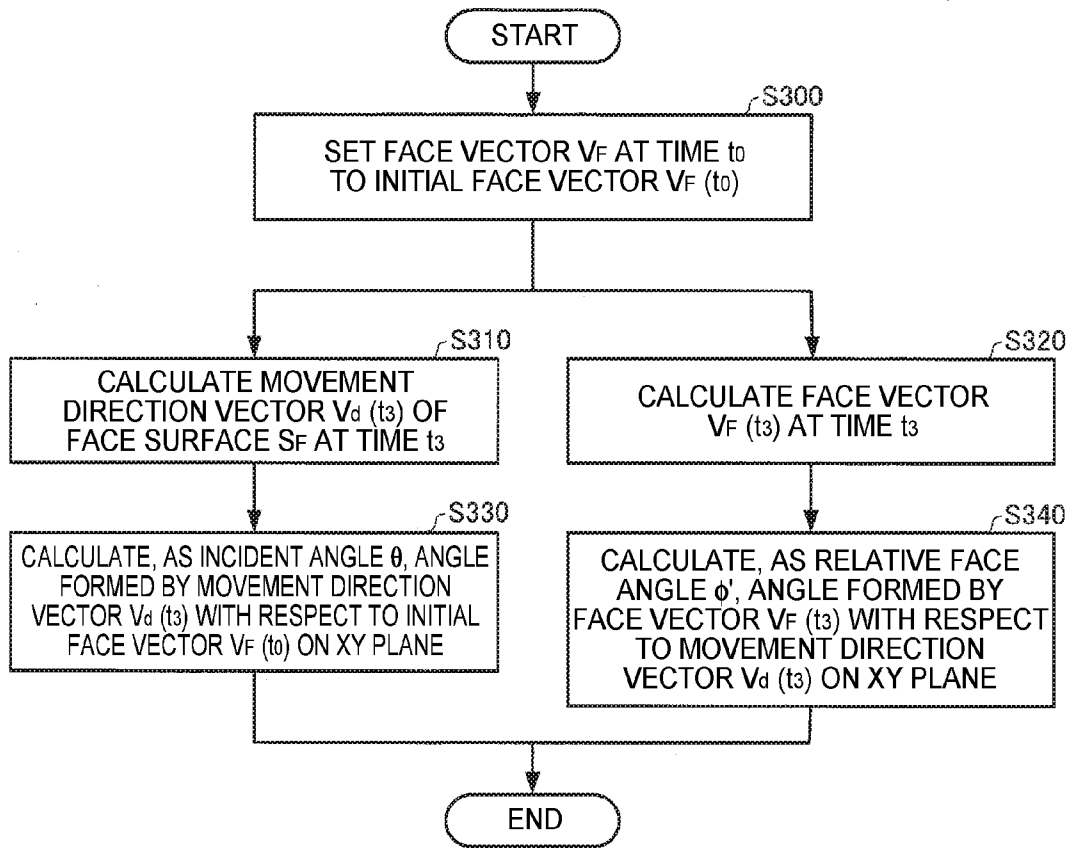 START
S300
SET FACE VECTOR VF AT TIME t0
TO INITIAL FACE VECTOR VF (t0)
S310
CALCULATE MOVEMENT
DIRECTION VECTOR Vd (t3) OF
FACE SURFACE SF AT TIME t3
S320
CALCULATE FACE VECTOR
VF (t3) AT TIME t3
S330
CALCULATE, AS INCIDENT ANGLE θ, ANGLE
FORMED BY MOVEMENT DIRECTION
VECTOR Vd (t3) WITH RESPECT TO INITIAL
FACE VECTOR VF (t0) ON XY PLANE
S340
CALCULATE, AS RELATIVE FACE
ANGLE ϕ', ANGLE FORMED BY
FACE VECTOR VF (t3) WITH RESPECT
TO MOVEMENT DIRECTION
VECTOR Vd (t3) ON XY PLANE
END